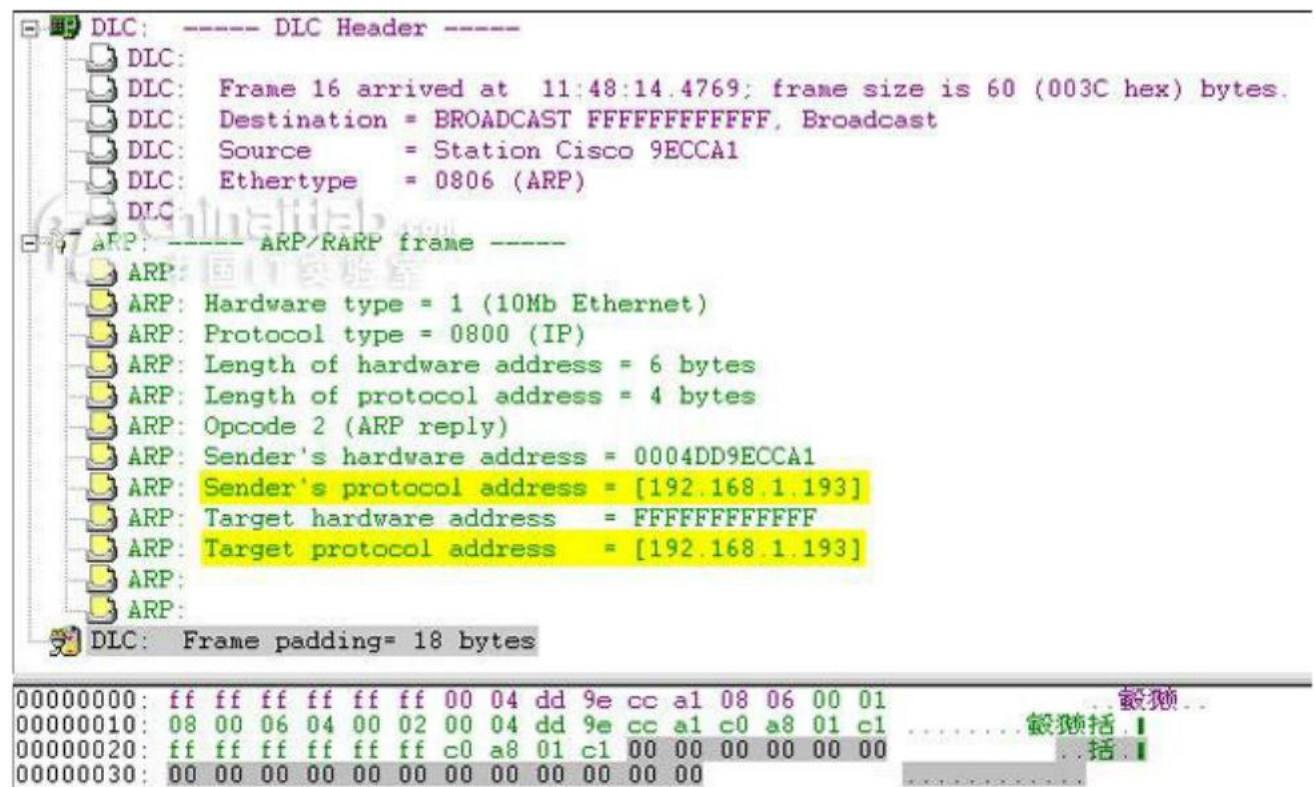 DLC: ----- DLC Header -----
DLC:
DLC: Frame 16 arrived at 11:48:14.4769; frame size is 60 (003C hex) bytes.
DLC: Destination = BROADCAST FFFFFFFFFFFF, Broadcast
DLC: Source = Station Cisco 9ECCA1
DLC: Ethertype = 0806 (ARP)
DLC:
ARP: ----- ARP/RARP frame -----
ARP:
ARP: Hardware type = 1 (10Mb Ethernet)
ARP: Protocol type = 0800 (IP)
ARP: Length of hardware address = 6 bytes
ARP: Length of protocol address = 4 bytes
ARP: Opcode 2 (ARP reply)
ARP: Sender's hardware address = 0004DD9ECCA1
ARP: Sender's protocol address = [192.168.1.193]
ARP: Target hardware address = FFFFFFFFFFFF
ARP: Target protocol address = [192.168.1.193]
ARP:
ARP:
DLC: Frame padding= 18 bytes
00000000: ff ff ff ff ff ff 00 04 dd 9e cc a1 08 06 00 01
00000010: 08 00 06 04 00 02 00 04 dd 9e cc a1 c0 a8 01 c1
00000020: ff ff ff ff ff ff c0 a8 01 c1 00 00 00 00 00 00 ..括.
00000030: 00 00 00 00 00 00 00 00 00 00 00 00 ............